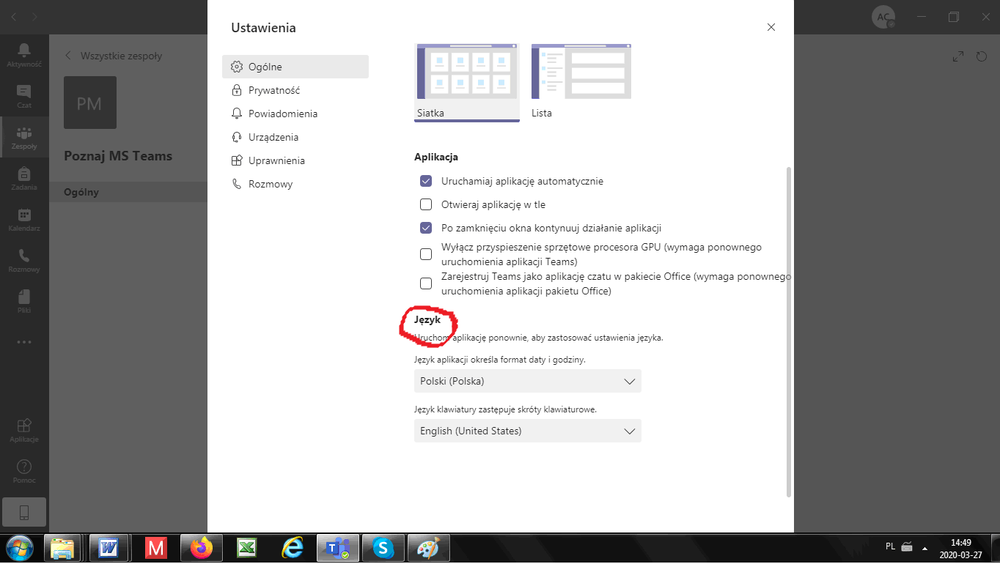 AC
Aktywność
Czat
Zespoły
Zadania
Kalendarz
Rozmowy
Pliki
Aplikacje
Pomoc
Wszystkie zespoły
PM
Poznaj MS Teams
Ogólny
Ustawienia
Ogólne
Prywatność
Powiadomienia
Urządzenia
Uprawnienia
Rozmowy
Siatka
Lista
Aplikacja
Uruchamiaj aplikację automatycznie
Otwieraj aplikację w tle
Po zamknięciu okna kontynuuj działanie aplikacji
Wyłącz przyspieszenie sprzętowe procesora GPU (wymaga ponownego
uruchomienia aplikacji Teams)
Zarejestruj Teams jako aplikację czatu w pakiecie Office (wymaga ponownego
uruchomienia aplikacji pakietu Office)
Język
Uruchom aplikację ponownie, aby zastosować ustawienia języka.
Język aplikacji określa format daty i godziny.
Polski (Polska)
Język klawiatury zastępuje skróty klawiaturowe.
English (United States)
W
M
X
e
T
S
PL
14:49
2020-03-27